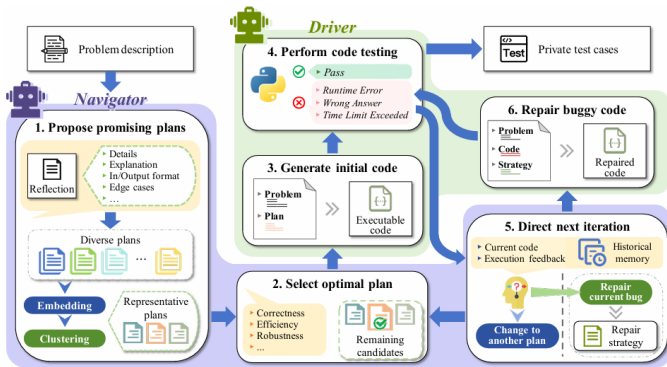 Problem description
Navigator
1. Propose promising plans
Reflection
Details
Explanation
In/Output format
Edge cases
...
Diverse plans
...
Embedding
Clustering
Representative
plans
2. Select optimal plan
Correctness
Efficiency
Robustness
...
Remaining
candidates
Driver
3. Generate initial code
Problem
Plan
{··}
Executable
code
4. Perform code testing
Pass
Runtime Error
Wrong Answer
Time Limit Exceeded
Test
Private test cases
5. Direct next iteration
Current code
Execution feedback
Historical
memory
?
Change to
another plan
Repair
current bug
Repair
strategy
6. Repair buggy code
Problem
Code
Strategy
{··}
Repaired
code